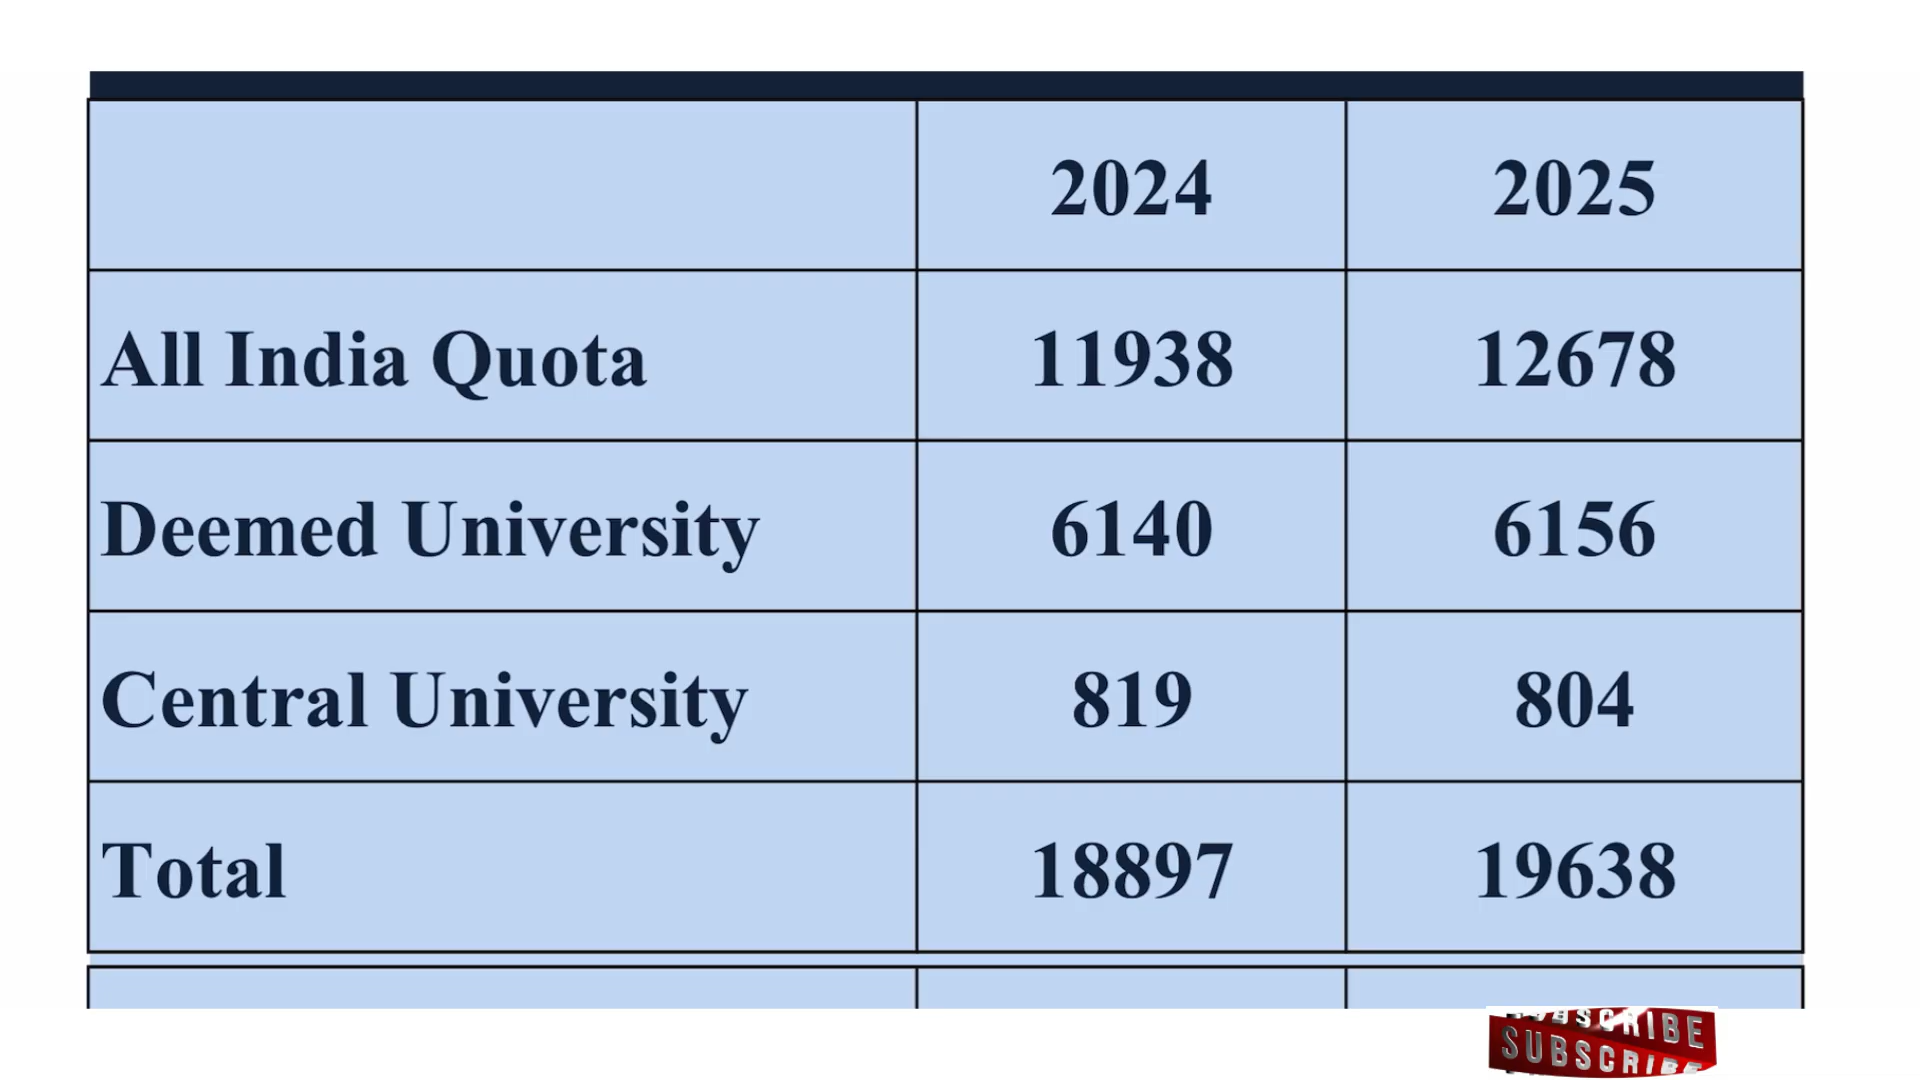 2024 2025
All India Quota 11938 12678
Deemed University 6140 6156
Central University 819 804
Total 18897 19638
SUBSCRIBE
SUBSCRIBE